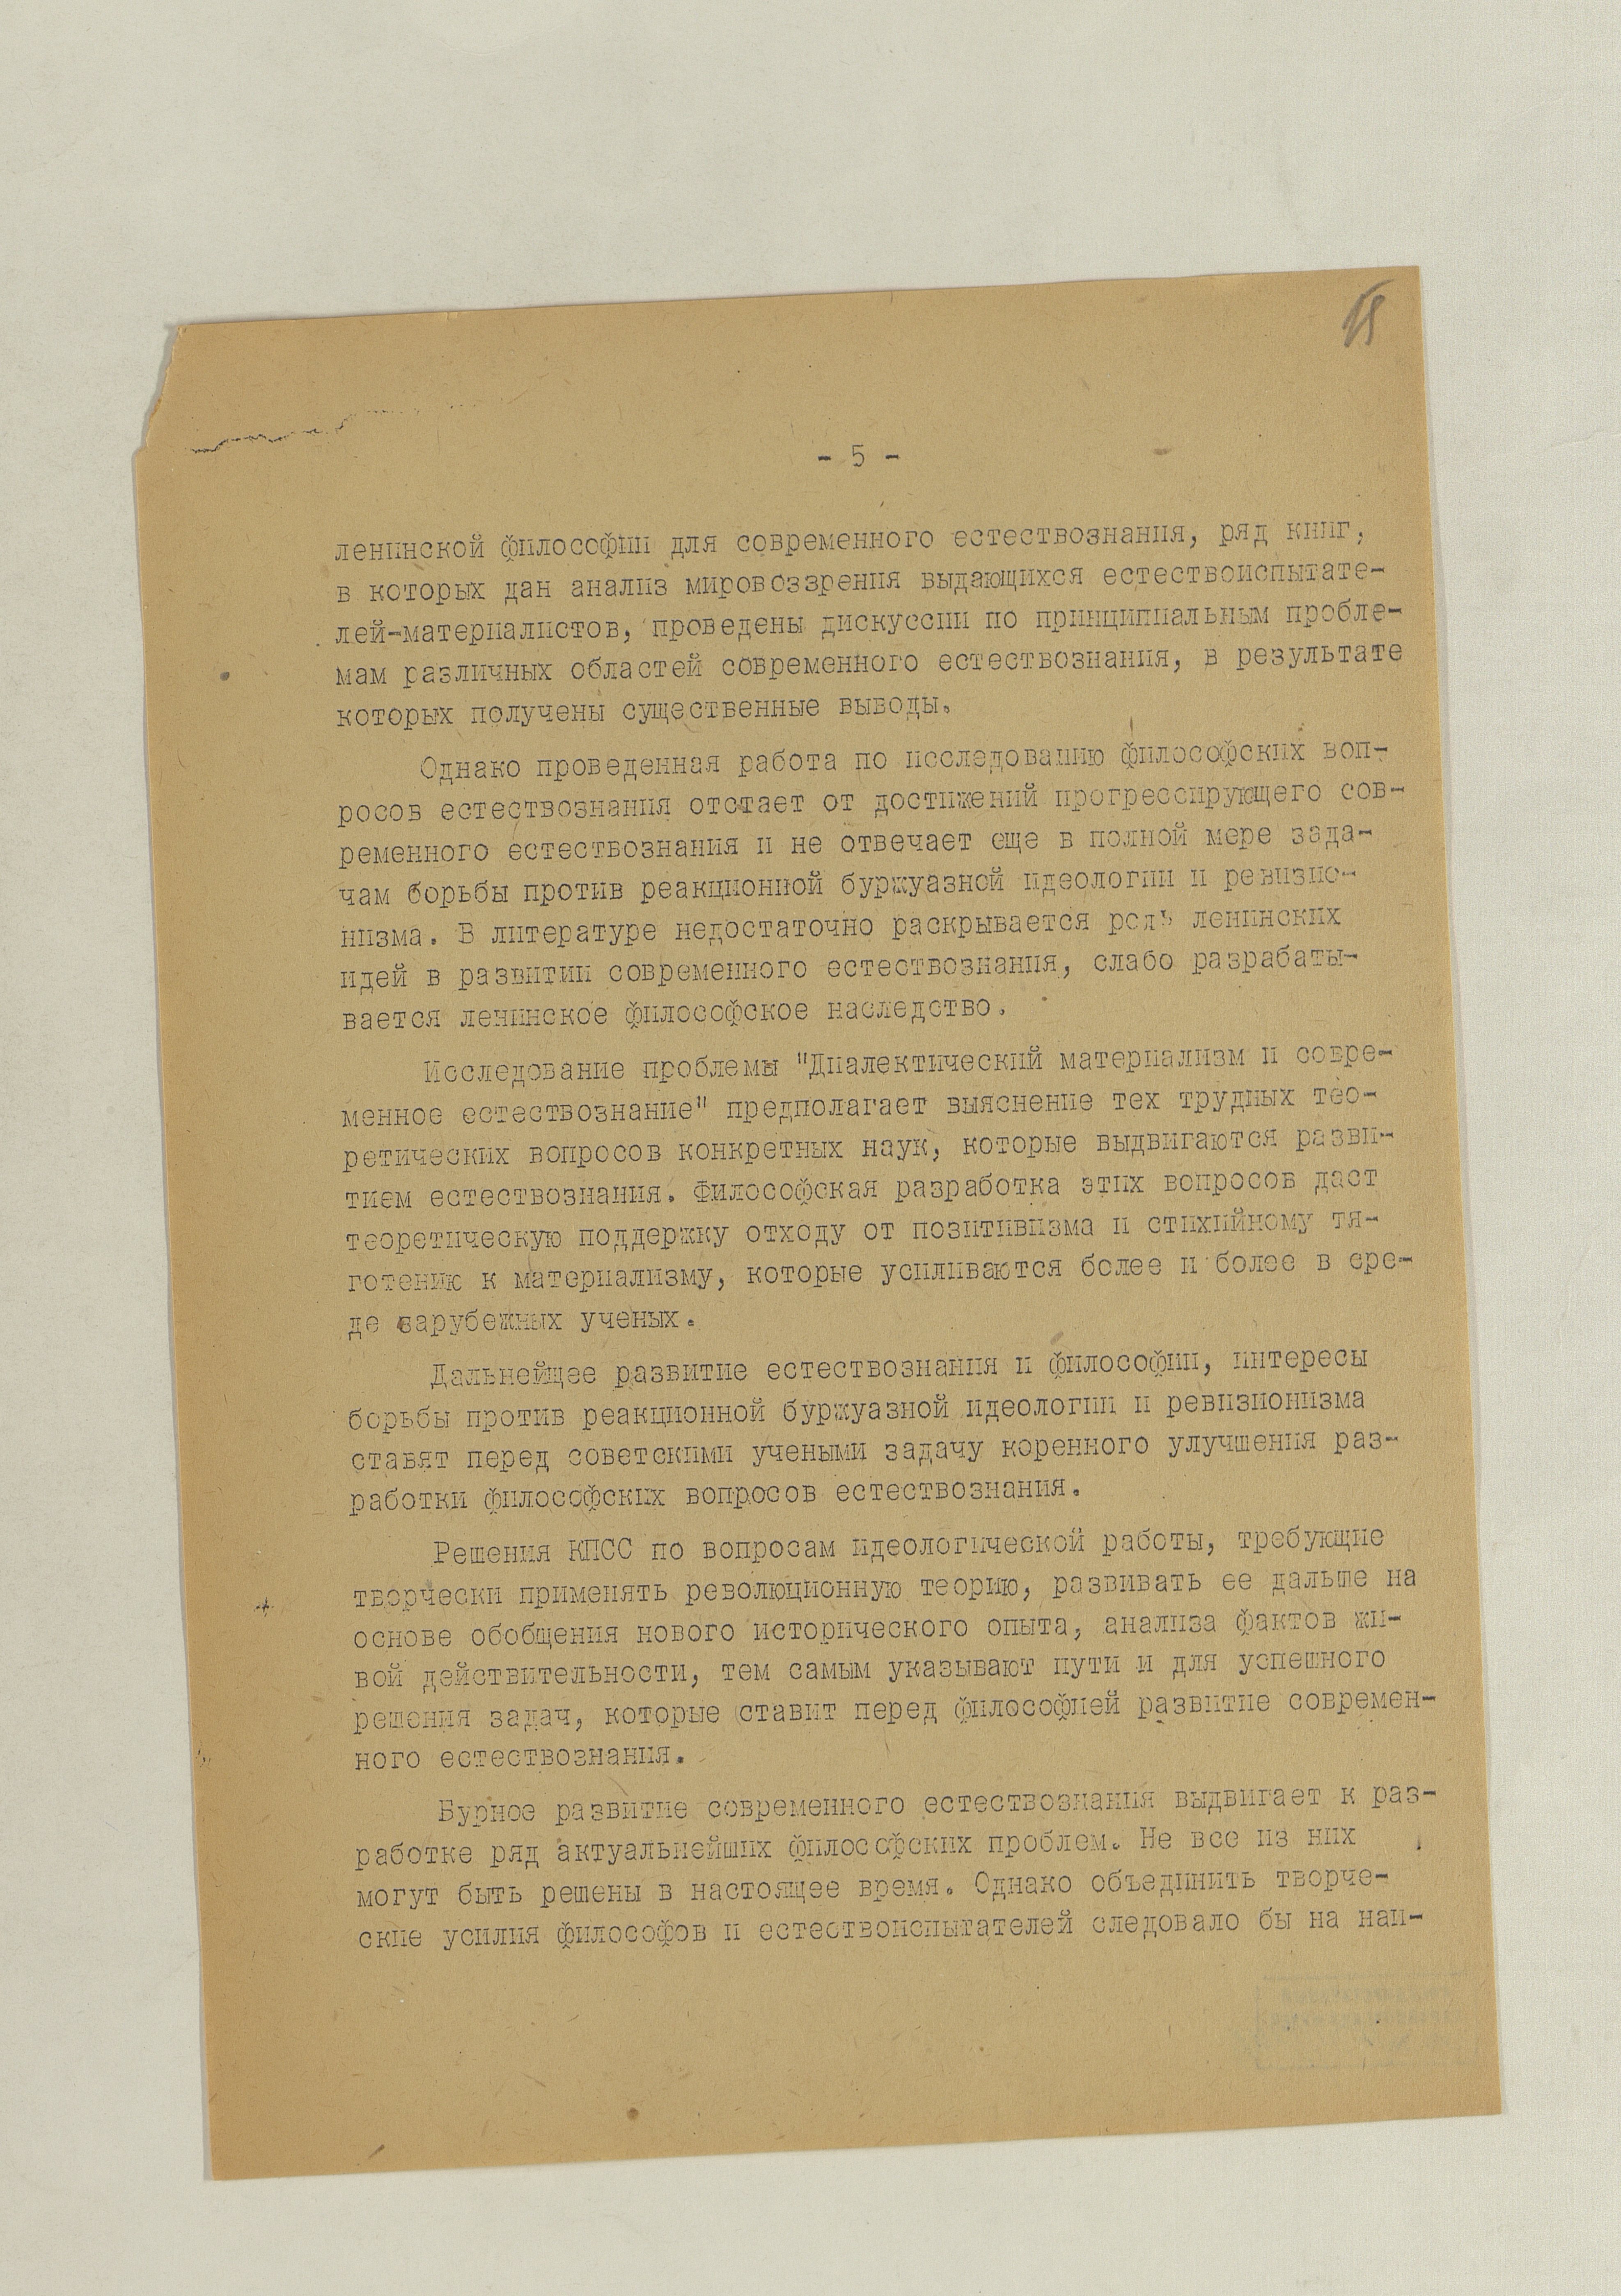 - 5 -
ленинской философии для современного естествознания, ряд книг,
в которых дан анализ мировоззрения выдающихся естествоиспытате-
лей-материалистов, проведены дискуссии по принципиальным пробле-
мам различных областей современного естествознания, в результате
которых получены существенные выводы.
Однако проведенная работа по исследованию философских воп-
росов естествознания отстает от достижений прогрессирующего сов-
ременного естествознания и не отвечает еще в полной мере зада-
чам борьбы против реакционной буржуазной идеологии и ревизио-
низма. В литературе недостаточно раскрывается роль ленинских
идей в развитии современного естествознания, слабо разрабаты-
вается ленинское философское наследство.
Исследование проблемы "Диалектический материализм и совре-
менное естествознание" предполагает выяснение тех трудных тео-
ретических вопросов конкретных наук, которые выдвигаются разви-
тием естествознания. Философская разработка этих вопросов даст
теоретическую поддержку отходу от позитивизма и стихийному тя-
готению к материализму, которые усиливаются более и более в сре-
де зарубежных ученых.
Дальнейщее развитие естествознания и философии, интересы
борьбы против реакционной буржуазной идеологии и ревизионизма
ставят перед советскими учеными задачу коренного улучшения раз-
работки философских вопросов естествознания.
Решения КПСС по вопросам идеологической работы, требующие
творчески применять революционную теорию, развивать ее дальше на
основе обобщения нового исторического опыта, анализа фактов жи-
вой действительности, тем самым указывают пути и для успешного
решения задач, которые ставит перед философией развитие современ-
ного естествознания.
Бурное развитие современного естествознания выдвигает к раз-
работке ряд актуальнейших философских проблем. Не все из них
могут быть решены в настоящее время. Однако объединить творче-
ские усилия философов и естествоиспытателей следовало бы на наи-